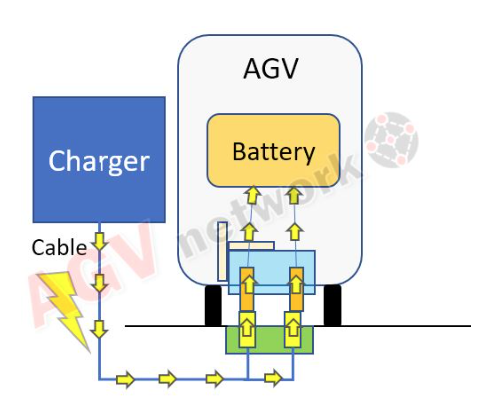 AGV
Charger
Battery
Cable
AGV network